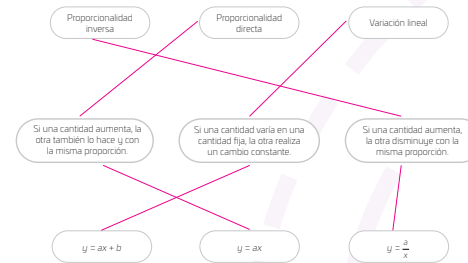 Proporcionalidad
inversa
Proporcionalidad
directa
Variación lineal
Si una cantidad aumenta, la
otra también lo hace y con
la misma proporción.
Si una cantidad varía en una
cantidad fija, la otra realiza
un cambio constante.
Si una cantidad aumenta,
la otra disminuye con la
misma proporción.
y = ax + b
y = ax
y = a/x